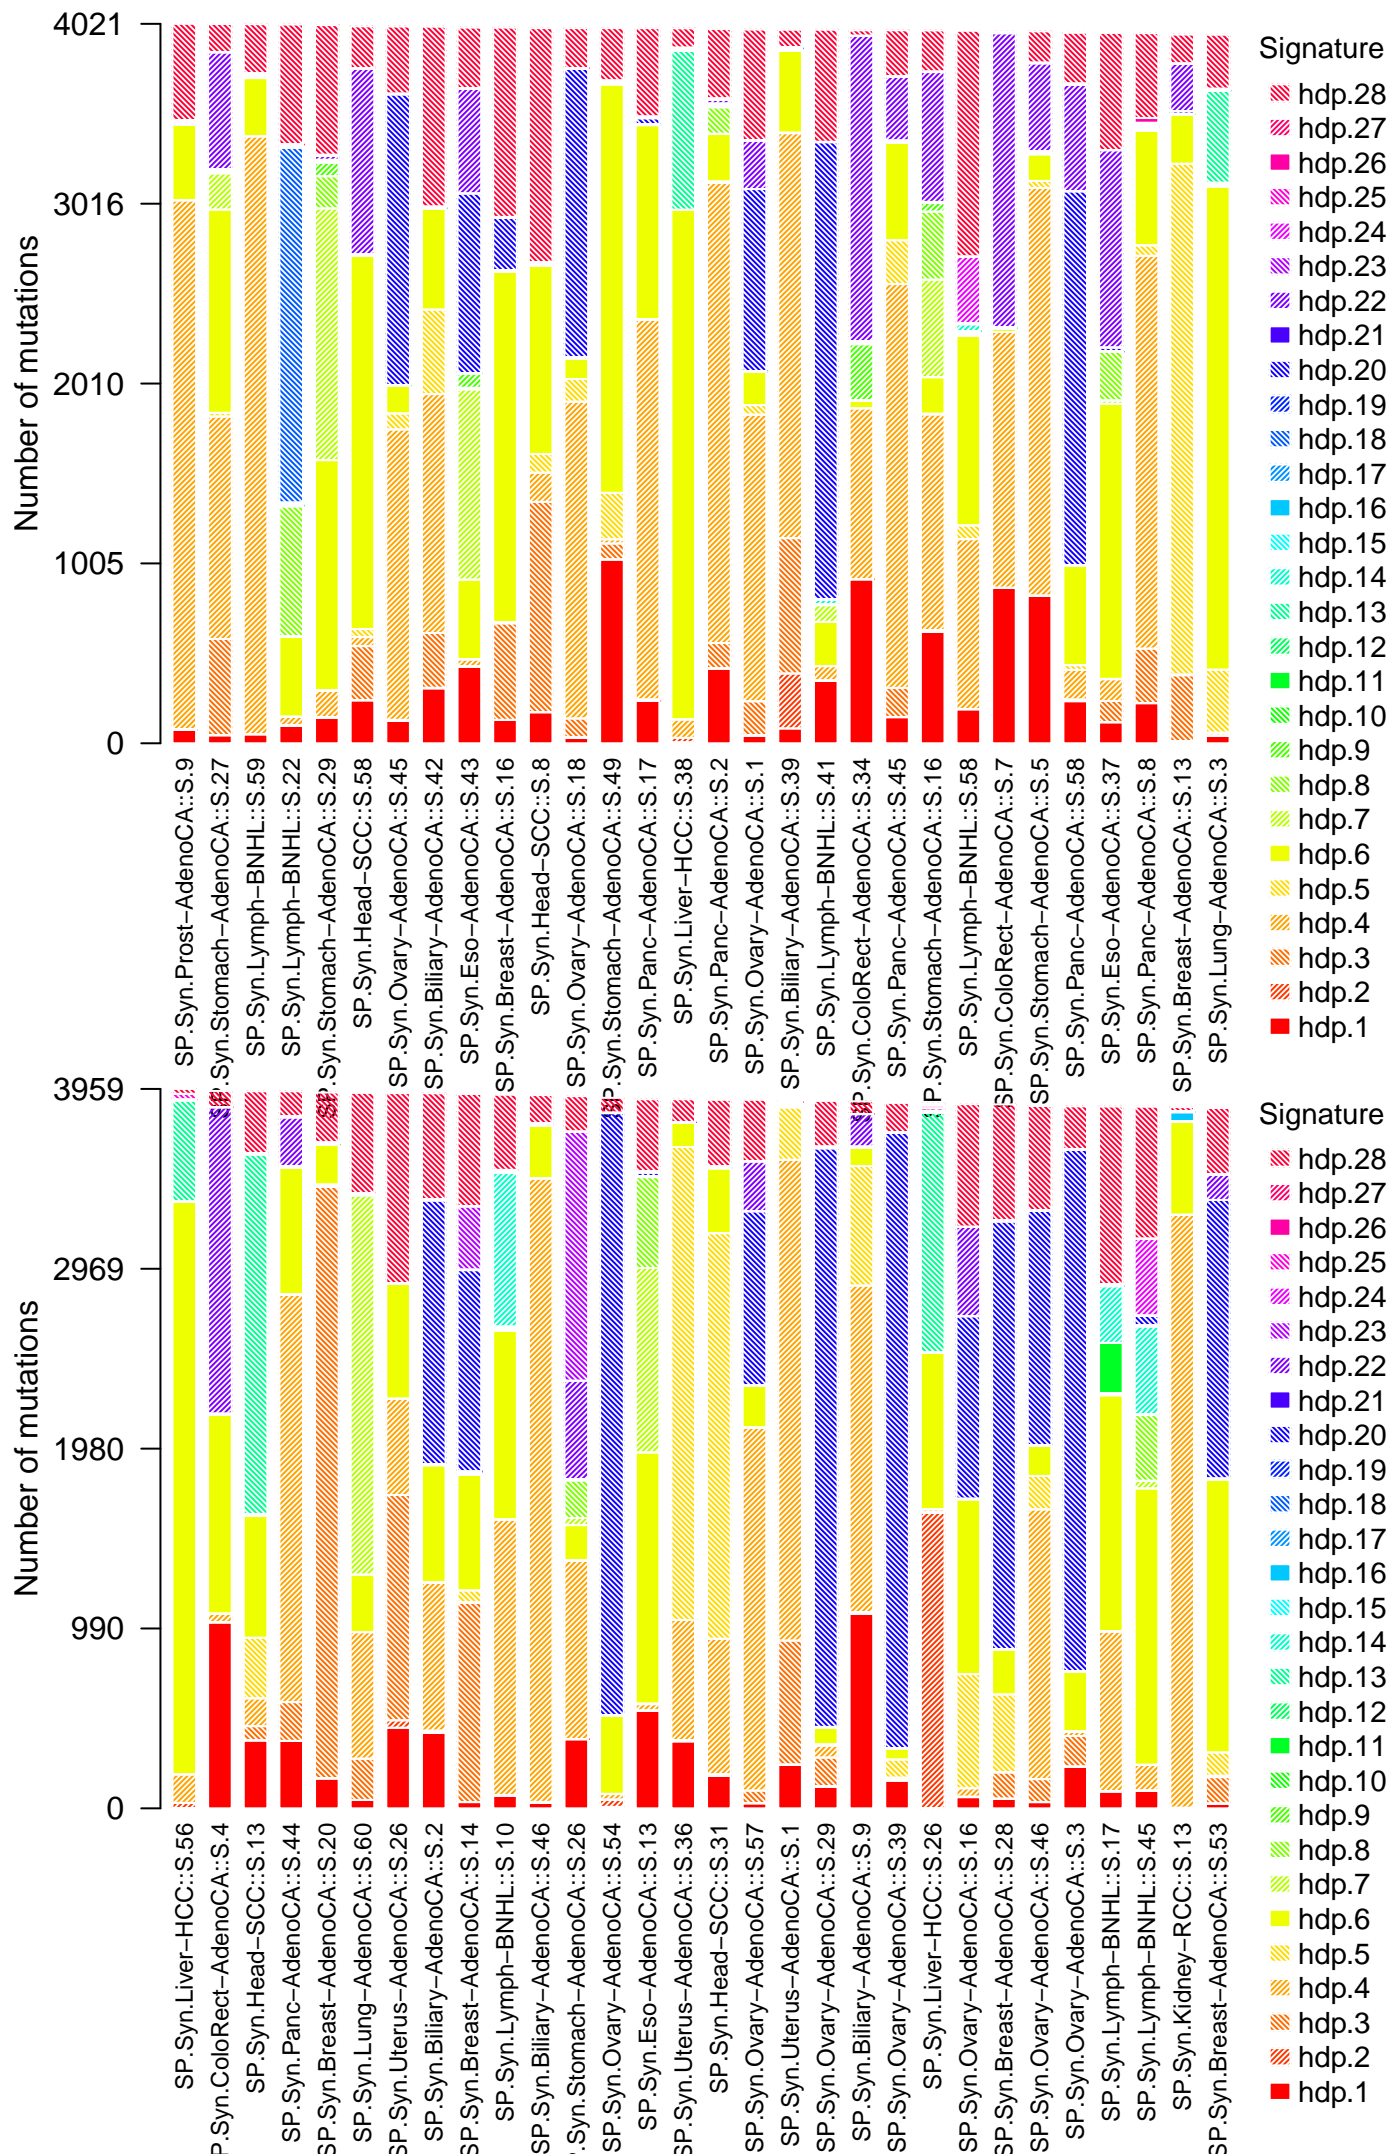 Number of mutations
4021
3016
2010
1005
0
SP.Syn.Prost−AdenoCA::S.9
SP.Syn.Stomach−AdenoCA::S.27
SP.Syn.Lymph−BNHL::S.59
SP.Syn.Lymph−BNHL::S.22
SP.Syn.Stomach−AdenoCA::S.29
SP.Syn.Head−SCC::S.58
SP.Syn.Ovary−AdenoCA::S.45
SP.Syn.Biliary−AdenoCA::S.42
SP.Syn.Eso−AdenoCA::S.43
SP.Syn.Breast−AdenoCA::S.16
SP.Syn.Head−SCC::S.8
SP.Syn.Ovary−AdenoCA::S.18
SP.Syn.Stomach−AdenoCA::S.49
SP.Syn.Panc−AdenoCA::S.17
SP.Syn.Liver−HCC::S.38
SP.Syn.Panc−AdenoCA::S.2
SP.Syn.Ovary−AdenoCA::S.1
SP.Syn.Biliary−AdenoCA::S.39
SP.Syn.Lymph−BNHL::S.41
SP.Syn.ColoRect−AdenoCA::S.34
SP.Syn.Panc−AdenoCA::S.45
SP.Syn.Stomach−AdenoCA::S.16
SP.Syn.Lymph−BNHL::S.58
SP.Syn.ColoRect−AdenoCA::S.7
SP.Syn.Stomach−AdenoCA::S.5
SP.Syn.Panc−AdenoCA::S.58
SP.Syn.Eso−AdenoCA::S.37
SP.Syn.Panc−AdenoCA::S.8
SP.Syn.Breast−AdenoCA::S.13
SP.Syn.Lung−AdenoCA::S.3
Signature
hdp.28
hdp.27
hdp.26
hdp.25
hdp.24
hdp.23
hdp.22
hdp.21
hdp.20
hdp.19
hdp.18
hdp.17
hdp.16
hdp.15
hdp.14
hdp.13
hdp.12
hdp.11
hdp.10
hdp.9
hdp.8
hdp.7
hdp.6
hdp.5
hdp.4
hdp.3
hdp.2
hdp.1
Number of mutations
3959
2969
1980
990
0
SP.Syn.Liver−HCC::S.56
P.Syn.ColoRect−AdenoCA::S.4
SP.Syn.Head−SCC::S.13
SP.Syn.Panc−AdenoCA::S.44
SP.Syn.Breast−AdenoCA::S.20
SP.Syn.Lung−AdenoCA::S.60
SP.Syn.Uterus−AdenoCA::S.26
SP.Syn.Biliary−AdenoCA::S.2
SP.Syn.Breast−AdenoCA::S.14
SP.Syn.Lymph−BNHL::S.10
SP.Syn.Biliary−AdenoCA::S.46
.Syn.Stomach−AdenoCA::S.26
SP.Syn.Ovary−AdenoCA::S.54
SP.Syn.Eso−AdenoCA::S.13
SP.Syn.Uterus−AdenoCA::S.36
SP.Syn.Head−SCC::S.31
SP.Syn.Ovary−AdenoCA::S.57
SP.Syn.Uterus−AdenoCA::S.1
SP.Syn.Ovary−AdenoCA::S.29
SP.Syn.Biliary−AdenoCA::S.9
SP.Syn.Ovary−AdenoCA::S.39
SP.Syn.Liver−HCC::S.26
SP.Syn.Ovary−AdenoCA::S.16
SP.Syn.Breast−AdenoCA::S.28
SP.Syn.Ovary−AdenoCA::S.46
SP.Syn.Ovary−AdenoCA::S.3
SP.Syn.Lymph−BNHL::S.17
SP.Syn.Lymph−BNHL::S.45
SP.Syn.Kidney−RCC::S.13
SP.Syn.Breast−AdenoCA::S.53
Signature
hdp.28
hdp.27
hdp.26
hdp.25
hdp.24
hdp.23
hdp.22
hdp.21
hdp.20
hdp.19
hdp.18
hdp.17
hdp.16
hdp.15
hdp.14
hdp.13
hdp.12
hdp.11
hdp.10
hdp.9
hdp.8
hdp.7
hdp.6
hdp.5
hdp.4
hdp.3
hdp.2
hdp.1